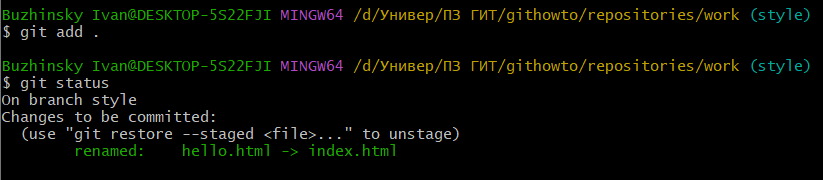 Buzhinsky Ivan@DESKTOP-5S22FJI MINGW64 /d/Универ/ПЗ ГИТ/githowto/repositories/work (style)
$ git add .
Buzhinsky Ivan@DESKTOP-5S22FJI MINGW64 /d/Универ/ПЗ ГИТ/githowto/repositories/work (style)
$ git status
On branch style
Changes to be committed:
  (use "git restore --staged <file>..." to unstage)
        renamed:    hello.html -> index.html